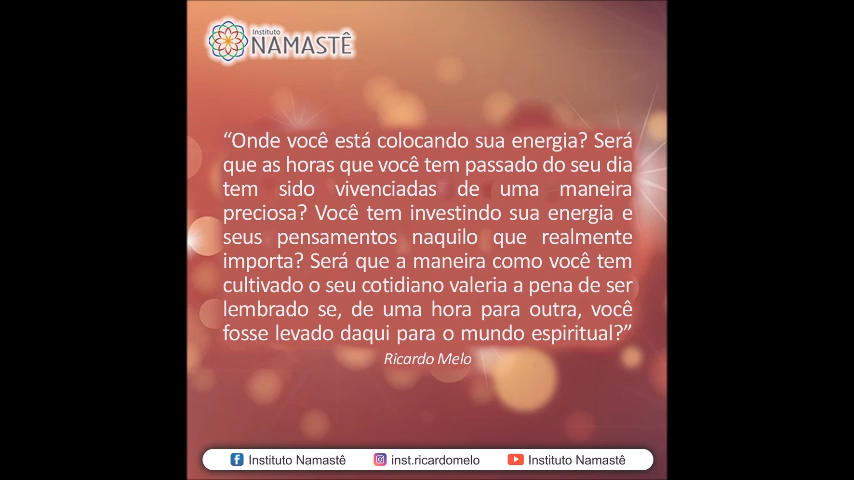 Instituto
NAMASTÊ
“Onde você está colocando sua energia? Será
que as horas que você tem passado do seu dia
tem sido vivenciadas de uma maneira
preciosa? Você tem investindo sua energia e
seus pensamentos naquilo que realmente
importa? Será que a maneira como você tem
cultivado o seu cotidiano valeria a pena de ser
lembrado se, de uma hora para outra, você
fosse levado daqui para o mundo espiritual?”
Ricardo Melo
Instituto Namastê inst.ricardomelo Instituto Namastê